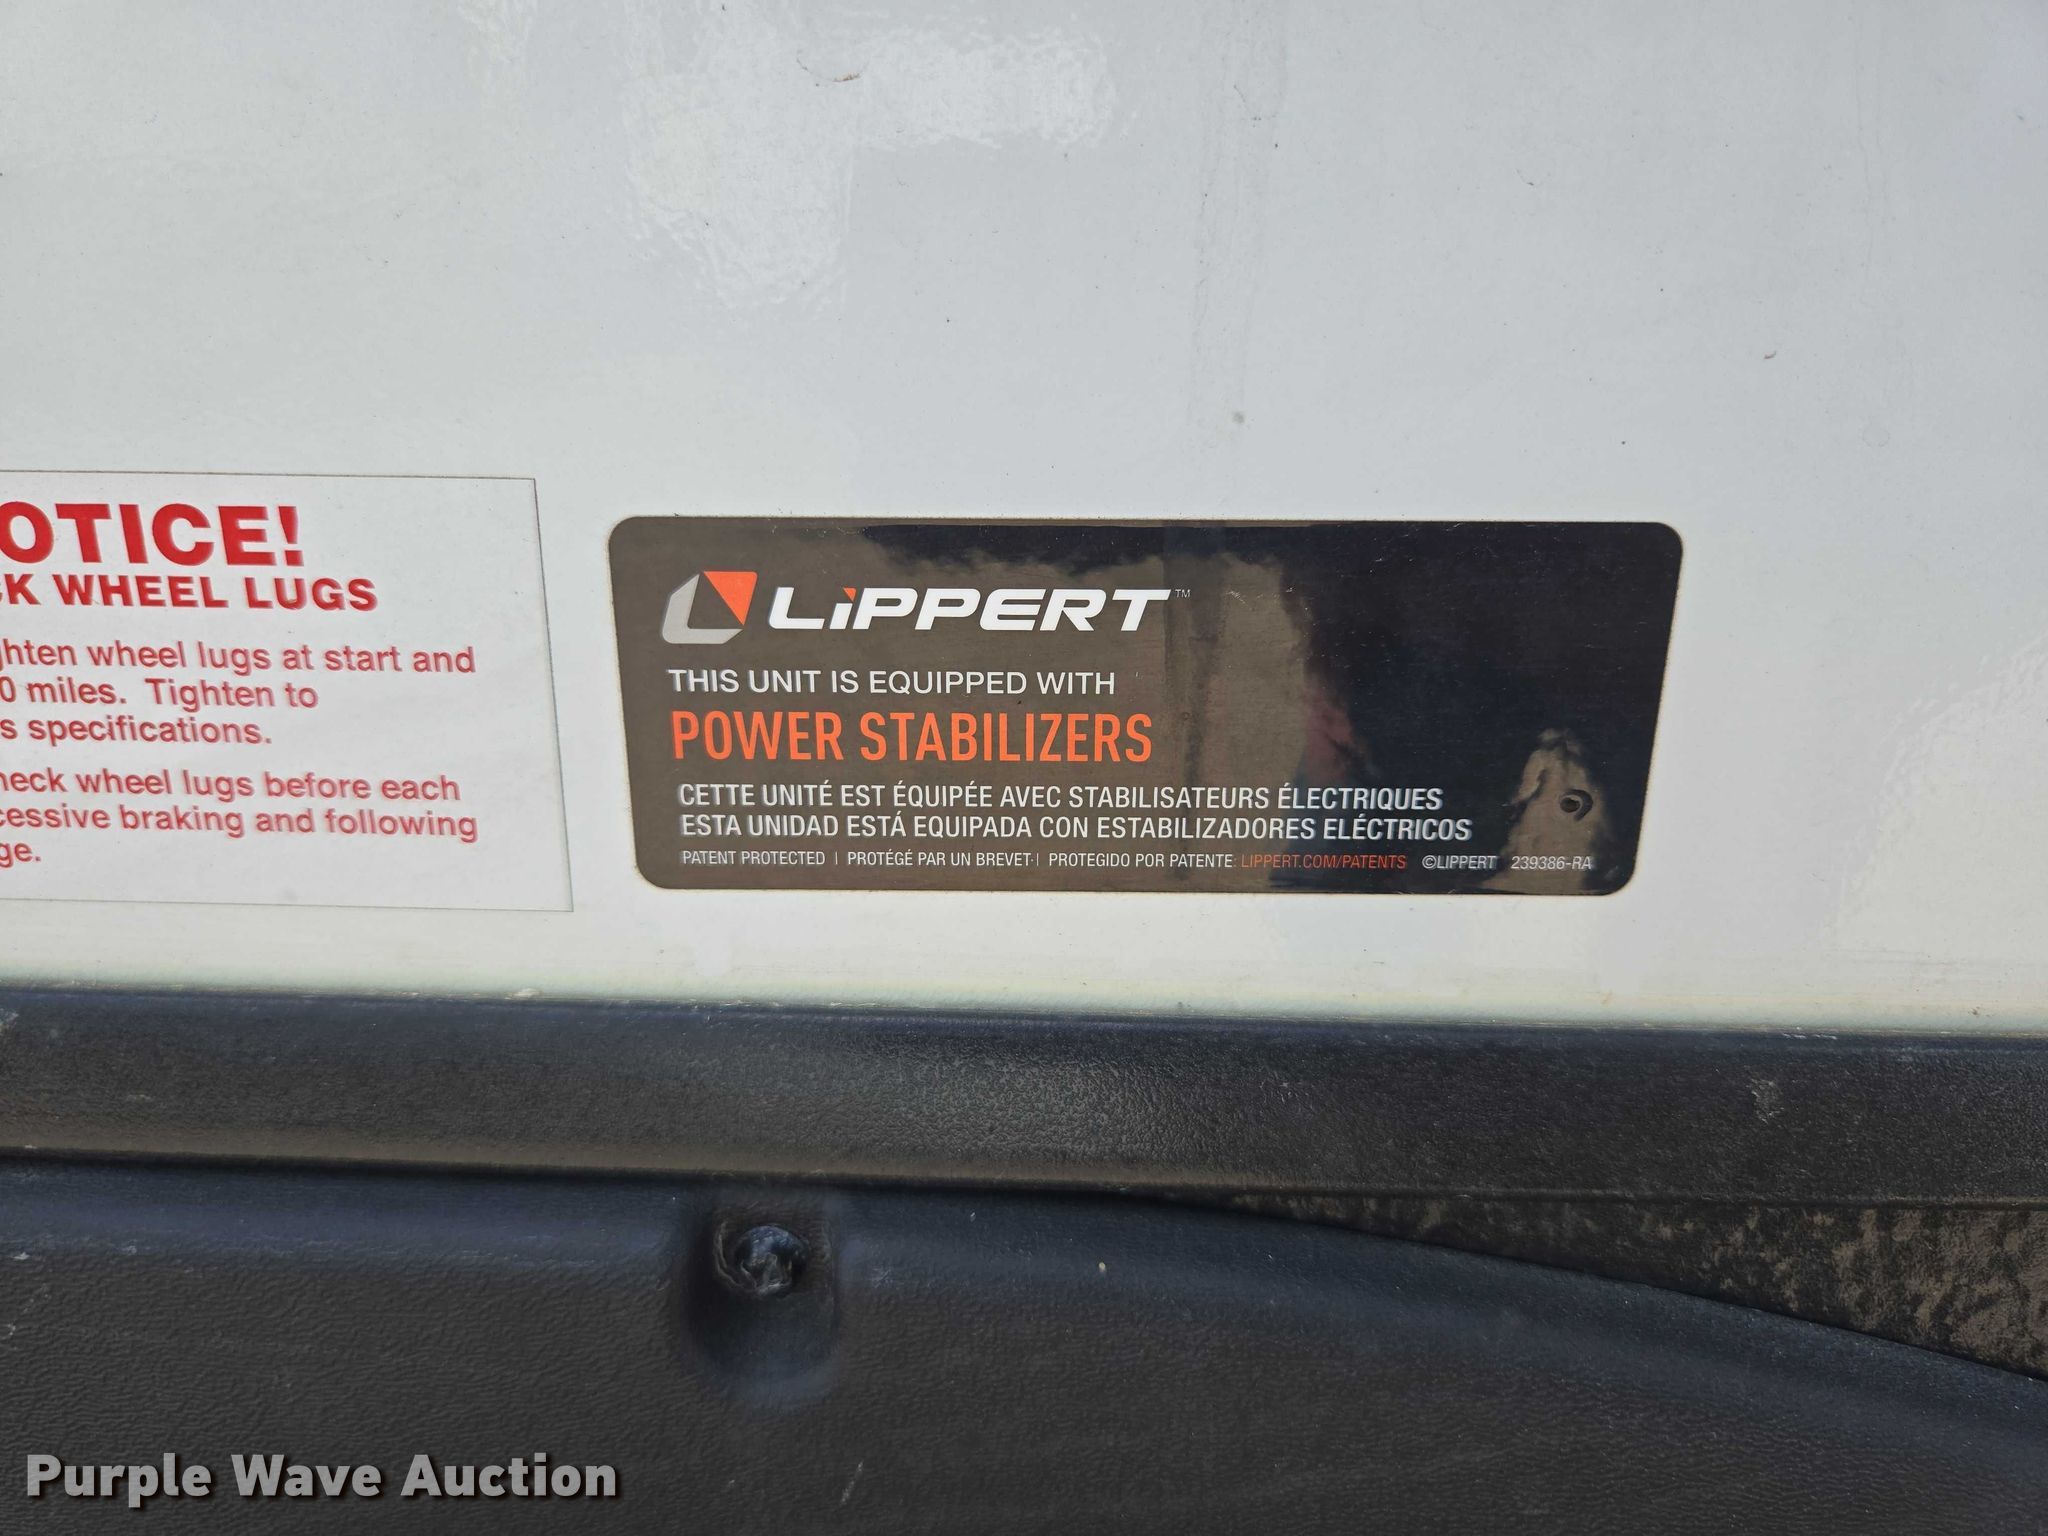 OTICE!
CK WHEEL LUGS
ghten wheel lugs at start and
0 miles. Tighten to
s specifications.
heck wheel lugs before each
cessive braking and following
ge.
LiPPERT™
THIS UNIT IS EQUIPPED WITH
POWER STABILIZERS
CETTE UNITÉ EST ÉQUIPÉE AVEC STABILISATEURS ÉLECTRIQUES
ESTA UNIDAD ESTÁ EQUIPADA CON ESTABILIZADORES ELÉCTRICOS
PATENT PROTECTED | PROTÉGÉ PAR UN BREVET | PROTEGIDO POR PATENTE: LIPPERT.COM/PATENTS ©LIPPERT 239386-RA
Purple Wave Auction